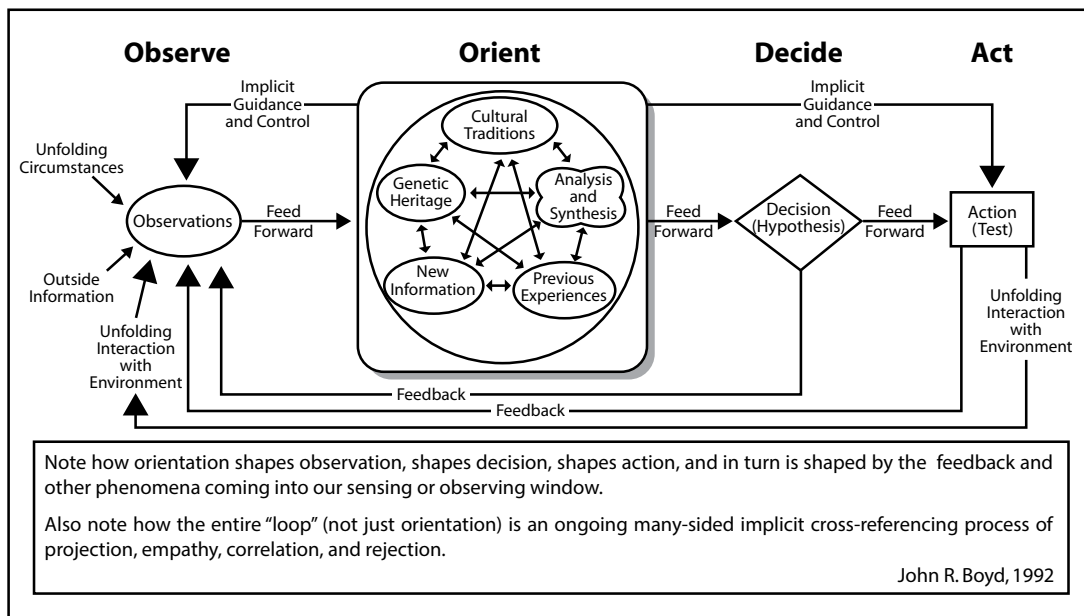 Observe
Orient
Decide
Act
Implicit
Guidance
and Control
Implicit
Guidance
and Control
Unfolding
Circumstances
Observations
Outside
Information
Unfolding
Interaction
with
Environment
Feed
Forward
Cultural
Traditions
Genetic
Heritage
Analysis
and
Synthesis
New
Information
Previous
Experiences
Feed
Forward
Decision
(Hypothesis)
Feed
Forward
Action
(Test)
Unfolding
Interaction
with
Environment
Feedback
Feedback
Note how orientation shapes observation, shapes decision, shapes action, and in turn is shaped by the feedback and
other phenomena coming into our sensing or observing window.
Also note how the entire “loop” (not just orientation) is an ongoing many-sided implicit cross-referencing process of
projection, empathy, correlation, and rejection.
John R. Boyd, 1992